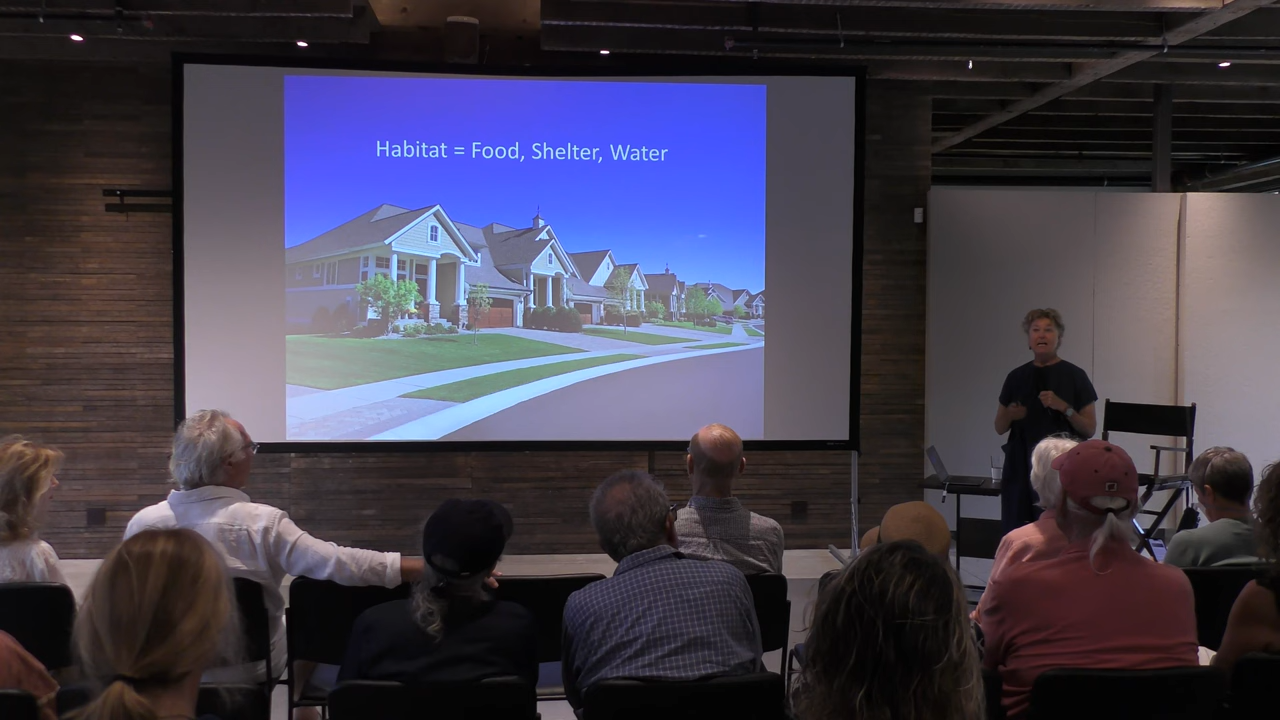 Habitat = Food, Shelter, Water